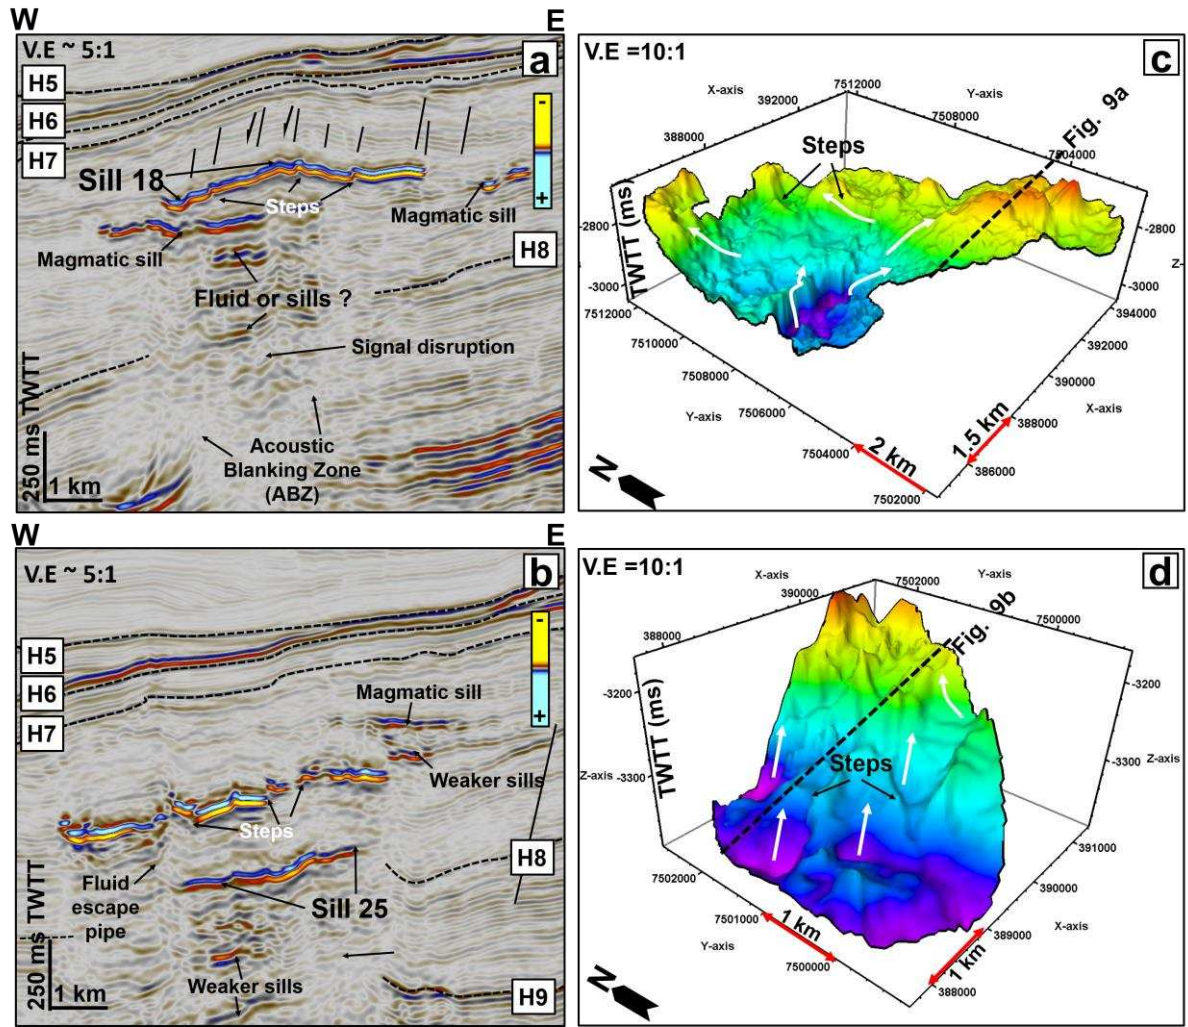 W
E
V.E ~ 5:1
a
H5
H6
H7
-
+
Sill 18
Steps
Magmatic sill
Magmatic sill
H8
Fluid or sills ?
Signal disruption
Acoustic
Blanking Zone
(ABZ)
250 ms TWTT
1 km
V.E =10:1
c
X-axis
7512000
Y-axis
392000
7508000
388000
7504000
Fig. 9a
Steps
TWTT (ms)
-2800
-3000
-2800
Z-
-3000
7512000
394000
7510000
392000
7508000
390000
Y-axis
X-axis
7506000
388000
7504000
386000
7502000
2 km
1.5 km
N
W
E
V.E ~ 5:1
b
H5
H6
H7
-
+
Magmatic sill
Weaker sills
Steps
H8
Fluid
escape
pipe
Sill 25
Weaker sills
H9
250 ms TWTT
1 km
V.E =10:1
d
X-axis
7502000
Y-axis
390000
7500000
388000
Fig. 9b
TWTT (ms)
-3200
-3200
Z-axis
-3300
-3300
Z-axis
Steps
7502000
391000
7501000
390000
Y-axis
X-axis
7500000
389000
388000
1 km
1 km
N